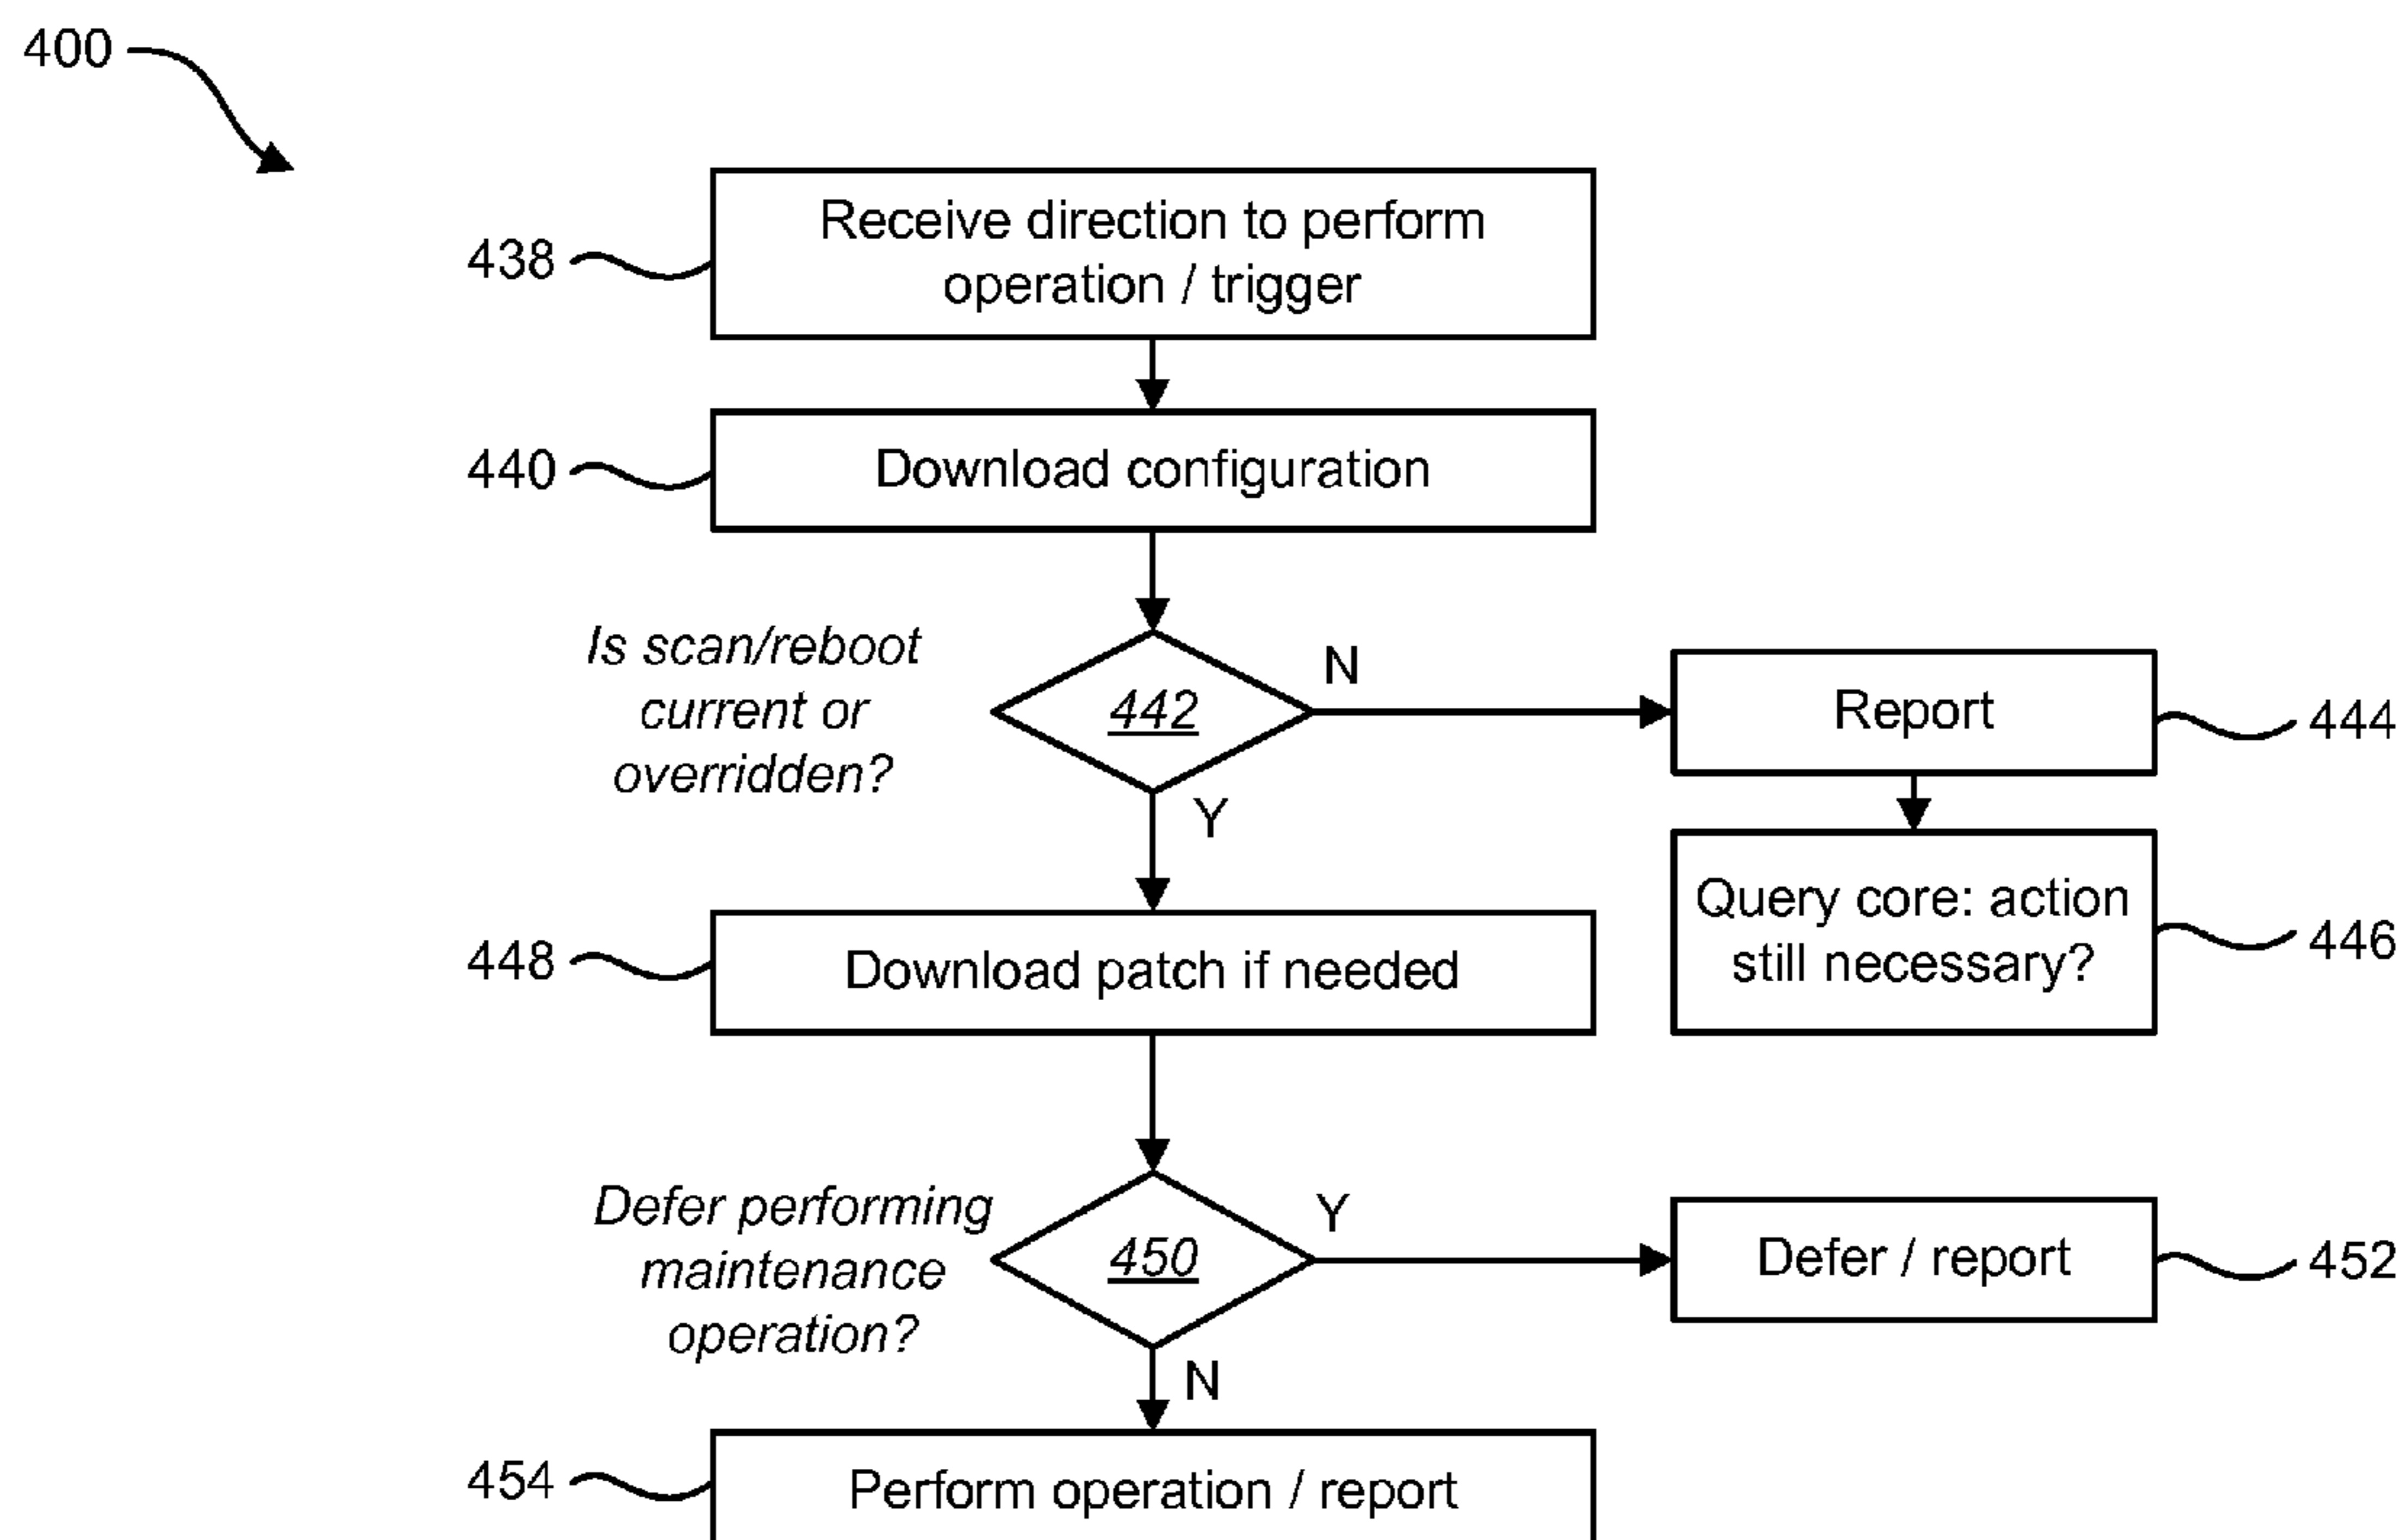 400
438
Receive direction to perform
operation / trigger
440
Download configuration
Is scan/reboot
current or
overridden?
442
N
Y
Report
444
Query core: action
still necessary?
446
448
Download patch if needed
Defer performing
maintenance
operation?
450
Y
N
Defer / report
452
454
Perform operation / report